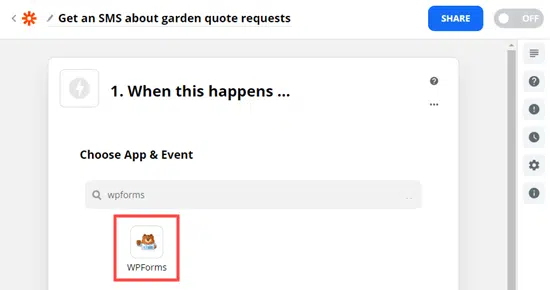 Get an SMS about garden quote requests
SHARE
OFF
1. When this happens ...
Choose App & Event
wpforms
WPForms